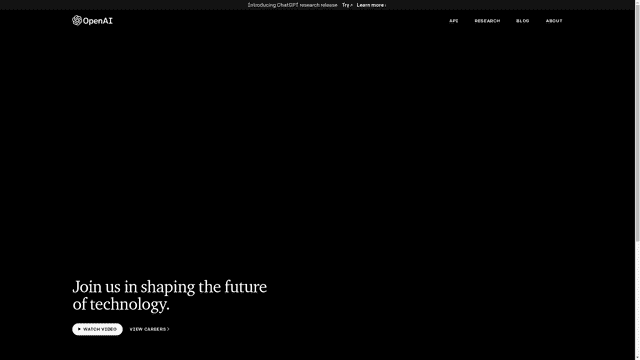 Introducing ChatGPT research release Try↗ Learn more›
OpenAI
API RESEARCH BLOG ABOUT
Join us in shaping the future
of technology.
▶ WATCH VIDEO VIEW CAREERS >